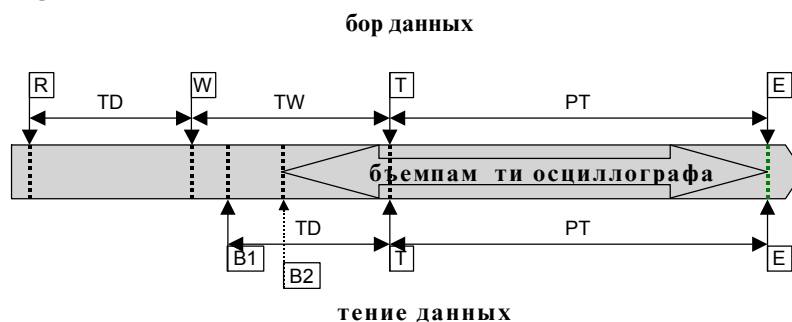 бор данных
R W T E
TD TW PT
бъемпам ти осциллографа
TD PT
B1 B2 T E
тение данных